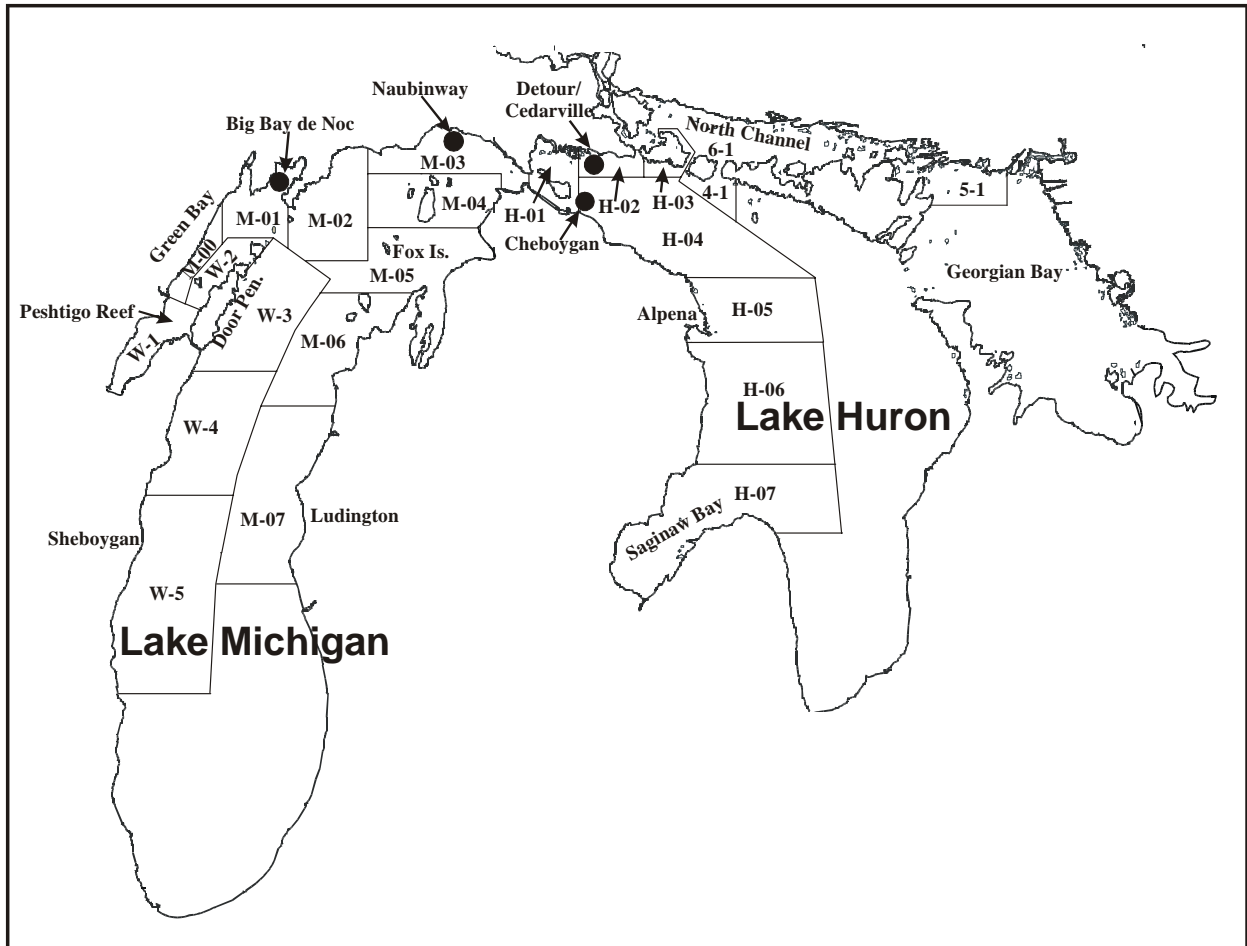 Naubinway
Detour/
Cedarville
Big Bay de Noc
North Channel
6-1
M-03
5-1
4-1
M-04
H-03
H-02
H-01
M-01
M-02
Green Bay
Cheboygan
H-04
M-00
W-2
Fox Is.
M-05
Georgian Bay
Peshtigo Reef
Door Pen.
W-3
Alpena
H-05
W-1
M-06
H-06
Lake Huron
W-4
H-07
M-07
Ludington
Saginaw Bay
Sheboygan
W-5
Lake Michigan